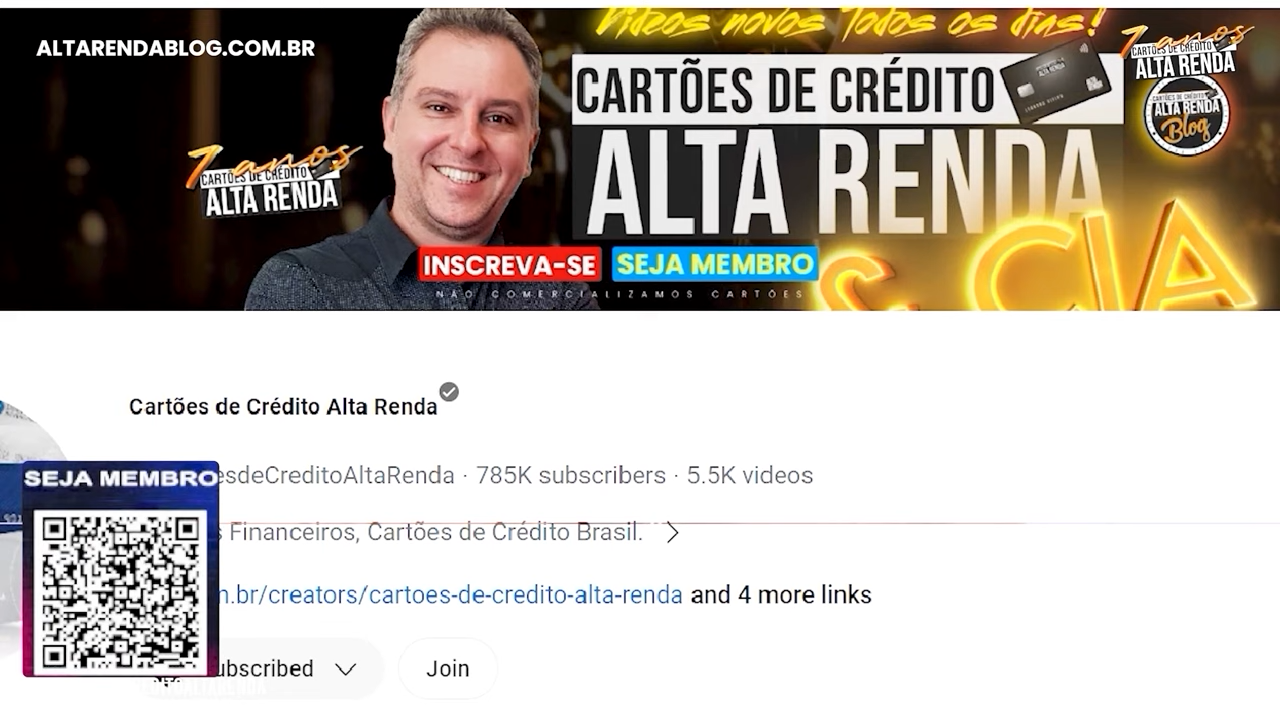 Videos novos Todos os dias!
ALTARENDABLOG.COM.BR
7 anos
CARTÕES DE CRÉDITO
ALTA RENDA
CARTÕES DE CRÉDITO
ALTA RENDA
Blog
CARTÕES DE CRÉDITO
ALTA RENDA
7 anos
CARTÕES DE CRÉDITO
ALTA RENDA
& CIA
INSCREVA-SE
SEJA MEMBRO
NÃO COMERCIALIZAMOS CARTÕES
Cartões de Crédito Alta Renda
esdeCreditoAltaRenda · 785K subscribers · 5.5K videos
SEJA MEMBRO
s Financeiros, Cartões de Crédito Brasil.
n.br/creators/cartoes-de-credito-alta-renda and 4 more links
ubscribed
Join